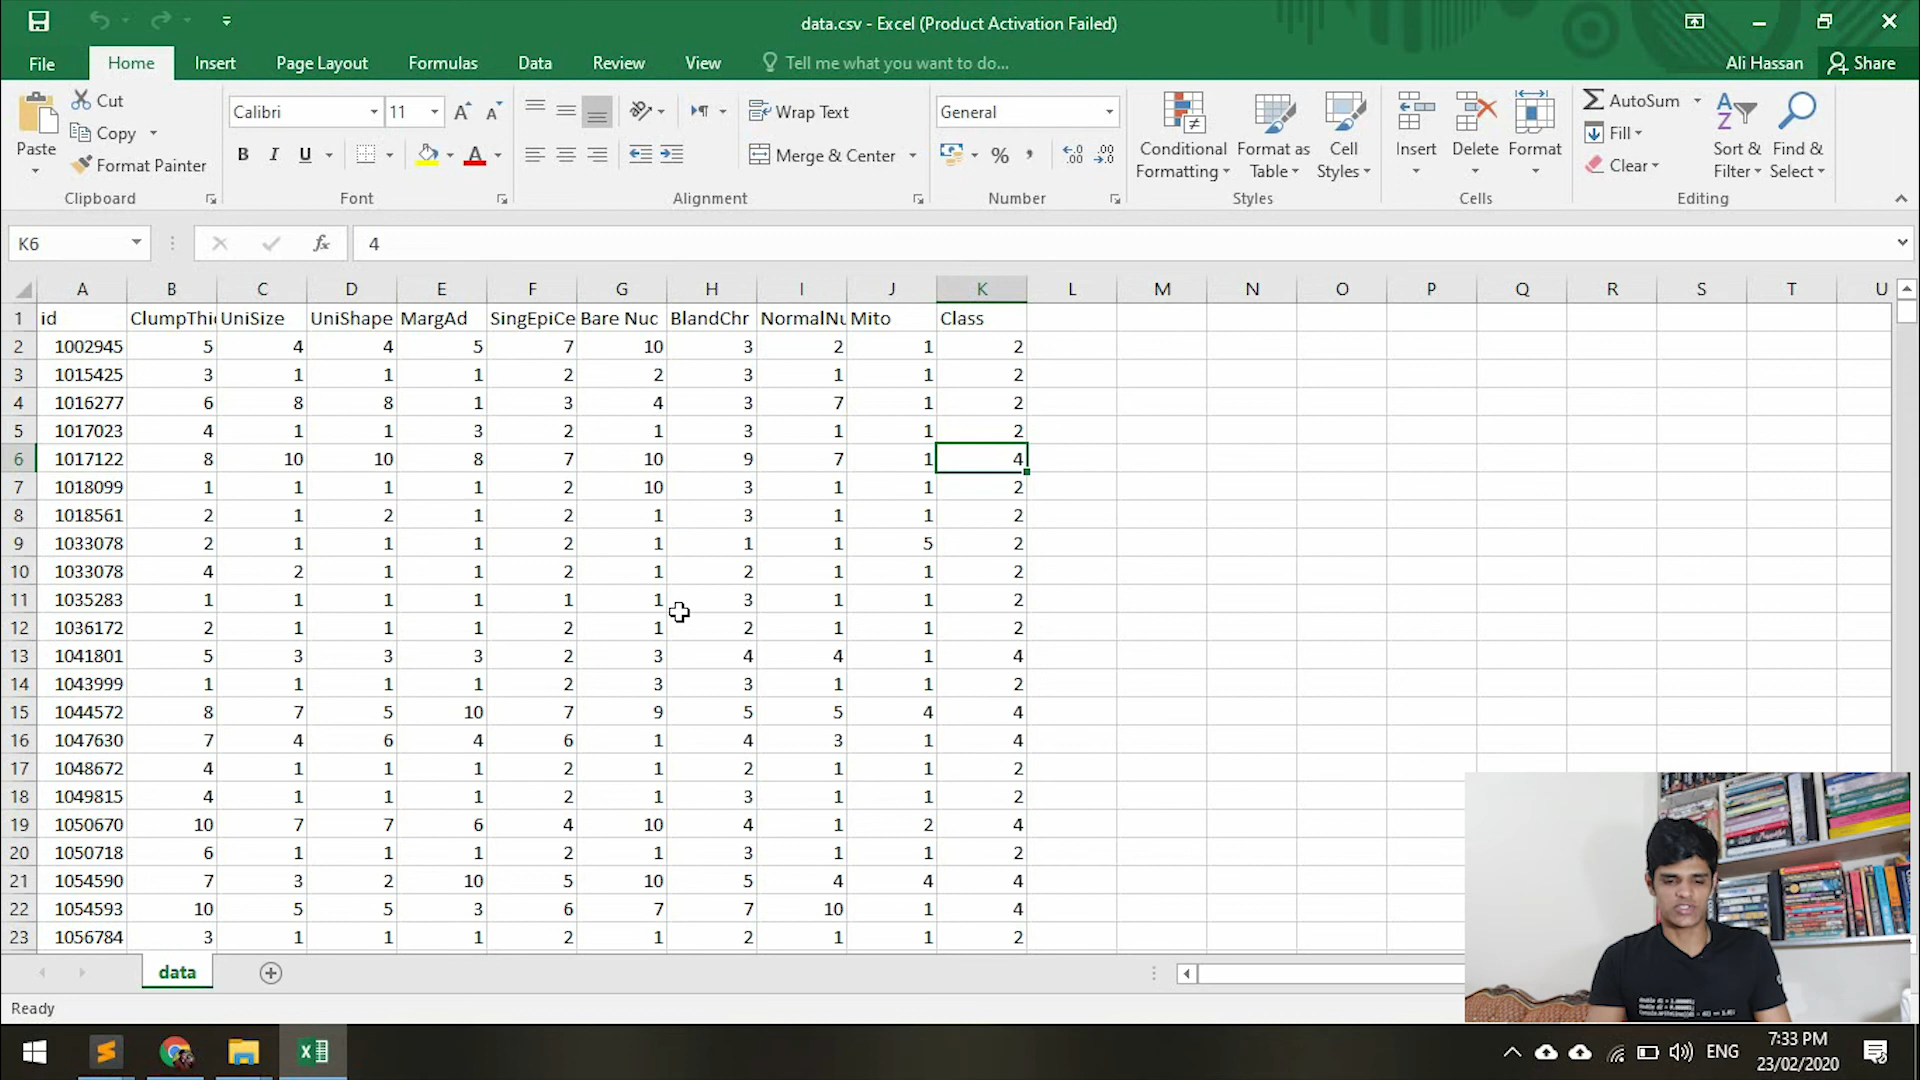 data.csv - Excel (Product Activation Failed)
File Home Insert Page Layout Formulas Data Review View Tell me what you want to do... Ali Hassan Share
Paste Cut Copy Format Painter Clipboard
Calibri 11 B I U A Font
Wrap Text Merge & Center Alignment
General % , .00 Number
Conditional Formatting Format as Table Cell Styles Styles
Insert Delete Format Cells
AutoSum Fill Clear Sort & Filter Find & Select Editing
K6 fx 4
A B C D E F G H I J K L M N O P Q R S T U
1 id ClumpThi UniSize UniShape MargAd SingEpiCe Bare Nuc BlandChr NormalNu Mito Class
2 1002945 5 4 4 5 7 10 3 2 1 2
3 1015425 3 1 1 1 2 2 3 1 1 2
4 1016277 6 8 8 1 3 4 3 7 1 2
5 1017023 4 1 1 3 2 1 3 1 1 2
6 1017122 8 10 10 8 7 10 9 7 1 4
7 1018099 1 1 1 1 2 10 3 1 1 2
8 1018561 2 1 2 1 2 1 3 1 1 2
9 1033078 2 1 1 1 2 1 1 1 5 2
10 1033078 4 2 1 1 2 1 2 1 1 2
11 1035283 1 1 1 1 1 1 3 1 1 2
12 1036172 2 1 1 1 2 1 2 1 1 2
13 1041801 5 3 3 3 2 3 4 4 1 4
14 1043999 1 1 1 1 2 3 3 1 1 2
15 1044572 8 7 5 10 7 9 5 5 4 4
16 1047630 7 4 6 4 6 1 4 3 1 4
17 1048672 4 1 1 1 2 1 2 1 1 2
18 1049815 4 1 1 1 2 1 3 1 1 2
19 1050670 10 7 7 6 4 10 4 1 2 4
20 1050718 6 1 1 1 2 1 3 1 1 2
21 1054590 7 3 2 10 5 10 5 4 4 4
22 1054593 10 5 5 3 6 7 7 10 1 4
23 1056784 3 1 1 1 2 1 2 1 1 2
data
Ready
ENG
7:33 PM
23/02/2020